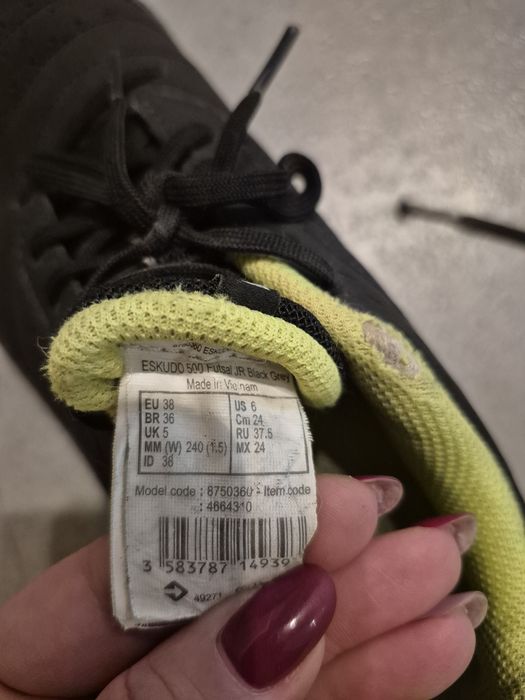 ESKUDO 500 Futsal JR Black Grey
Made in Vietnam
EU 38 US 6
BR 36 Cm 24
UK 5 RU 37.5
MM (W) 240 (1.5) MX 24
ID 38
Model code : 8750360 - Item code
: 4664310
3 583787 14939
49271